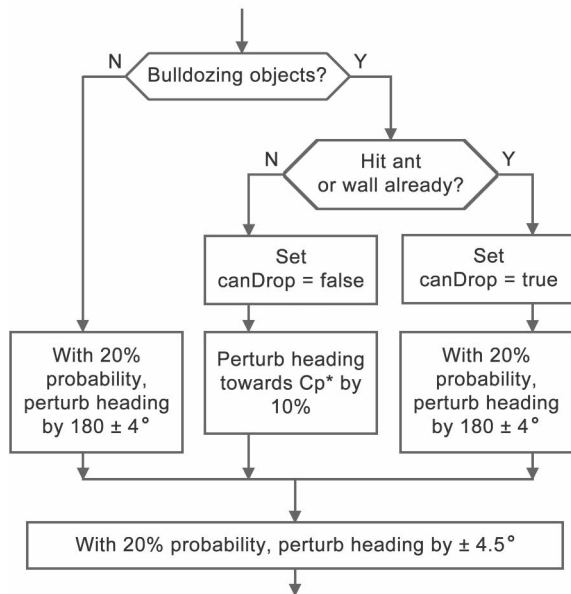 N
Bulldozing objects?
Y
N
Hit ant
or wall already?
Y
Set
canDrop = false
Set
canDrop = true
With 20%
probability,
perturb heading
by 180 ± 4°
Perturb heading
towards Cp* by
10%
With 20%
probability,
perturb heading
by 180 ± 4°
With 20% probability, perturb heading by ± 4.5°